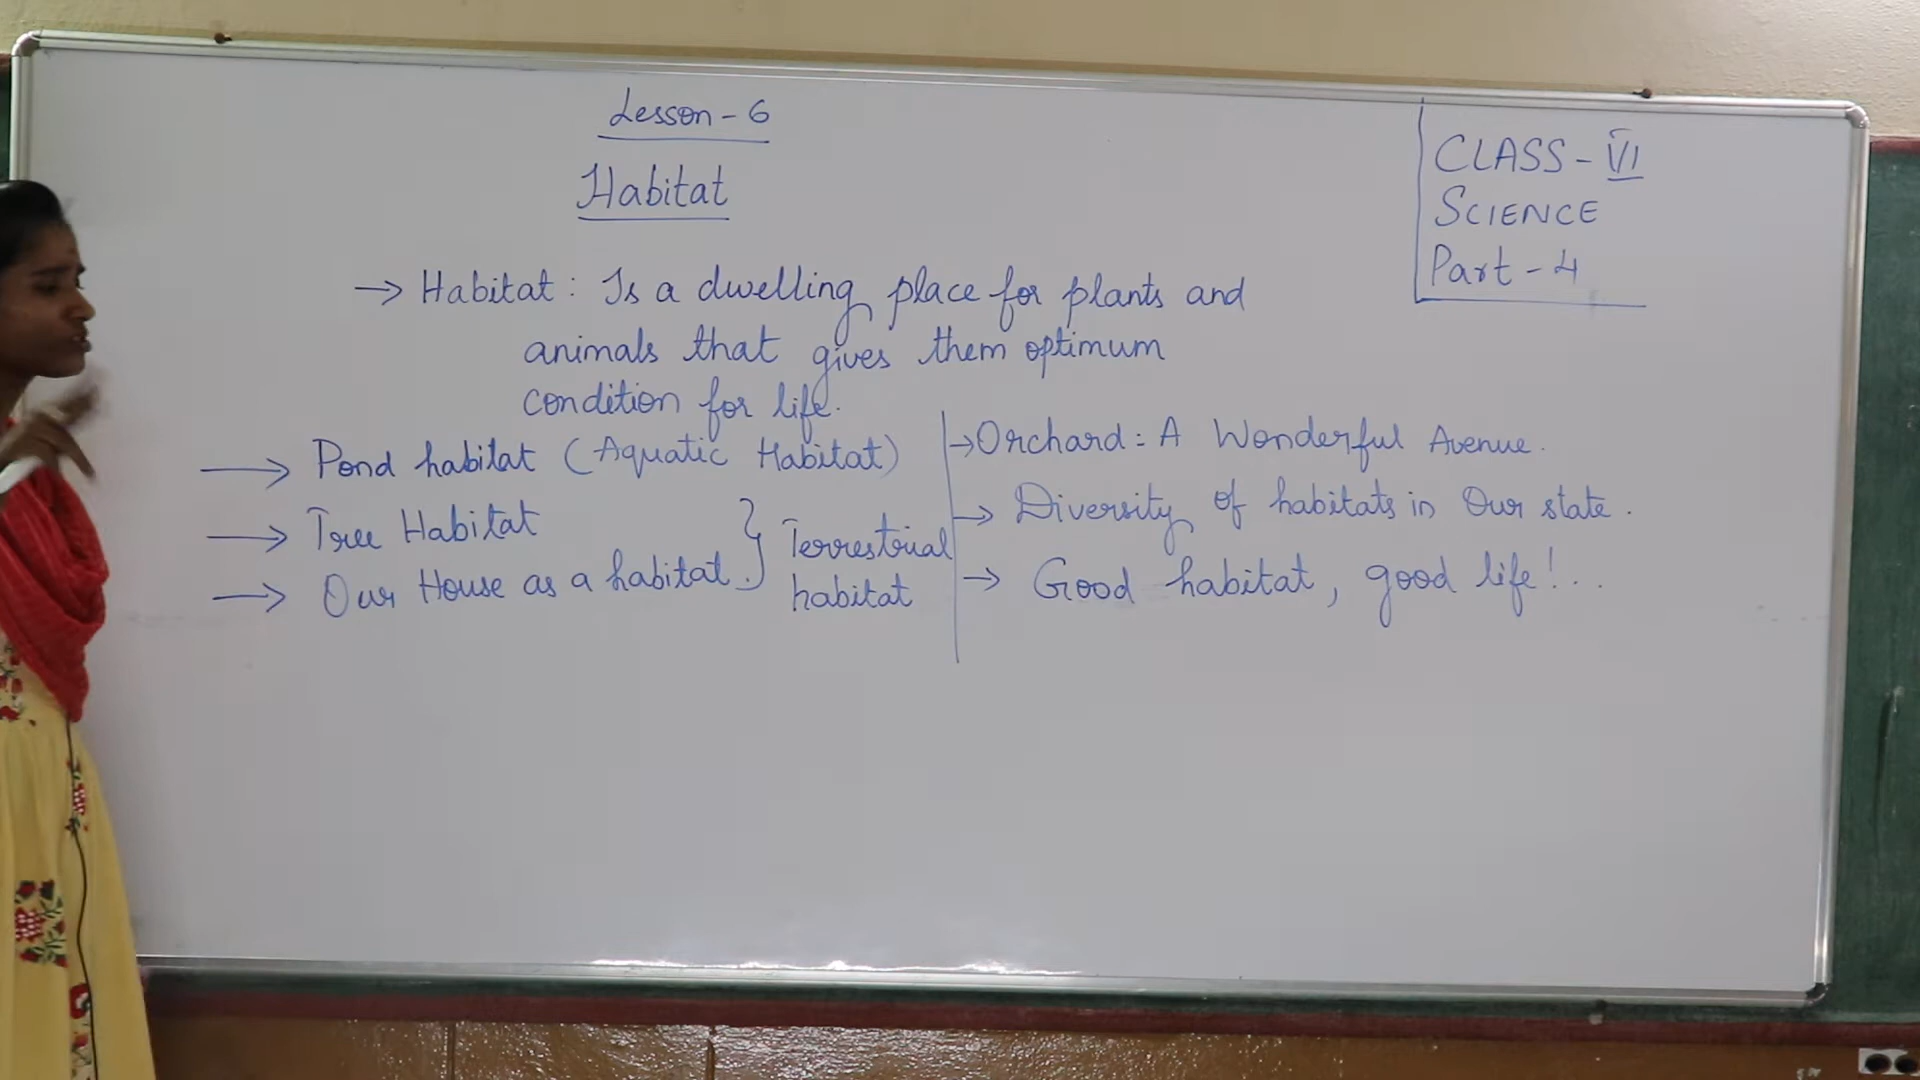 Lesson - 6
Habitat
CLASS - VI
SCIENCE
Part - 4
→ Habitat : Is a dwelling place for plants and
animals that gives them optimum
condition for life.
→ Pond habitat (Aquatic Habitat)
→ Tree Habitat
→ Our House as a habitat.
} Terrestrial
habitat
→ Orchard : A Wonderful Avenue.
→ Diversity of habitats in Our state.
→ Good habitat, good life!...